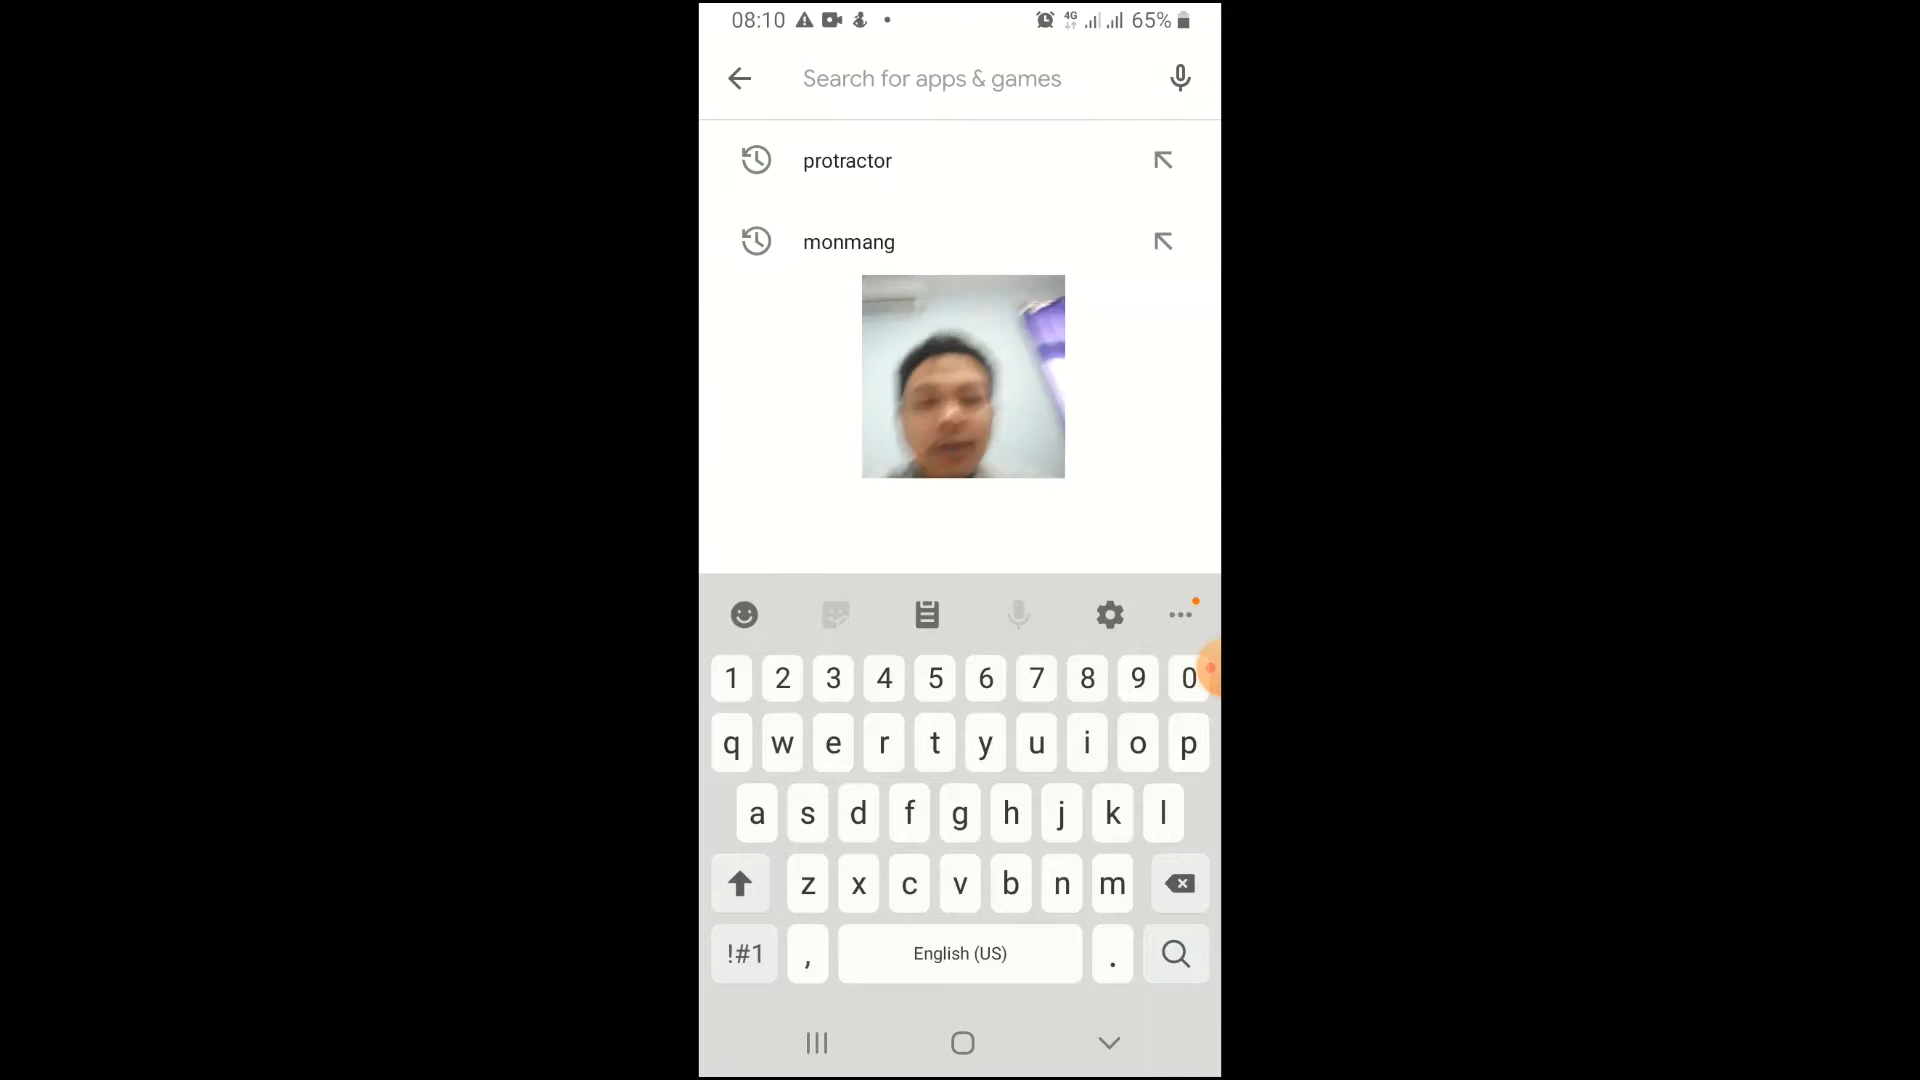 08:10 4G 65%
Search for apps & games
protractor
monmang
1 2 3 4 5 6 7 8 9 0
q w e r t y u i o p
a s d f g h j k l
z x c v b n m
!#1 , English (US) .